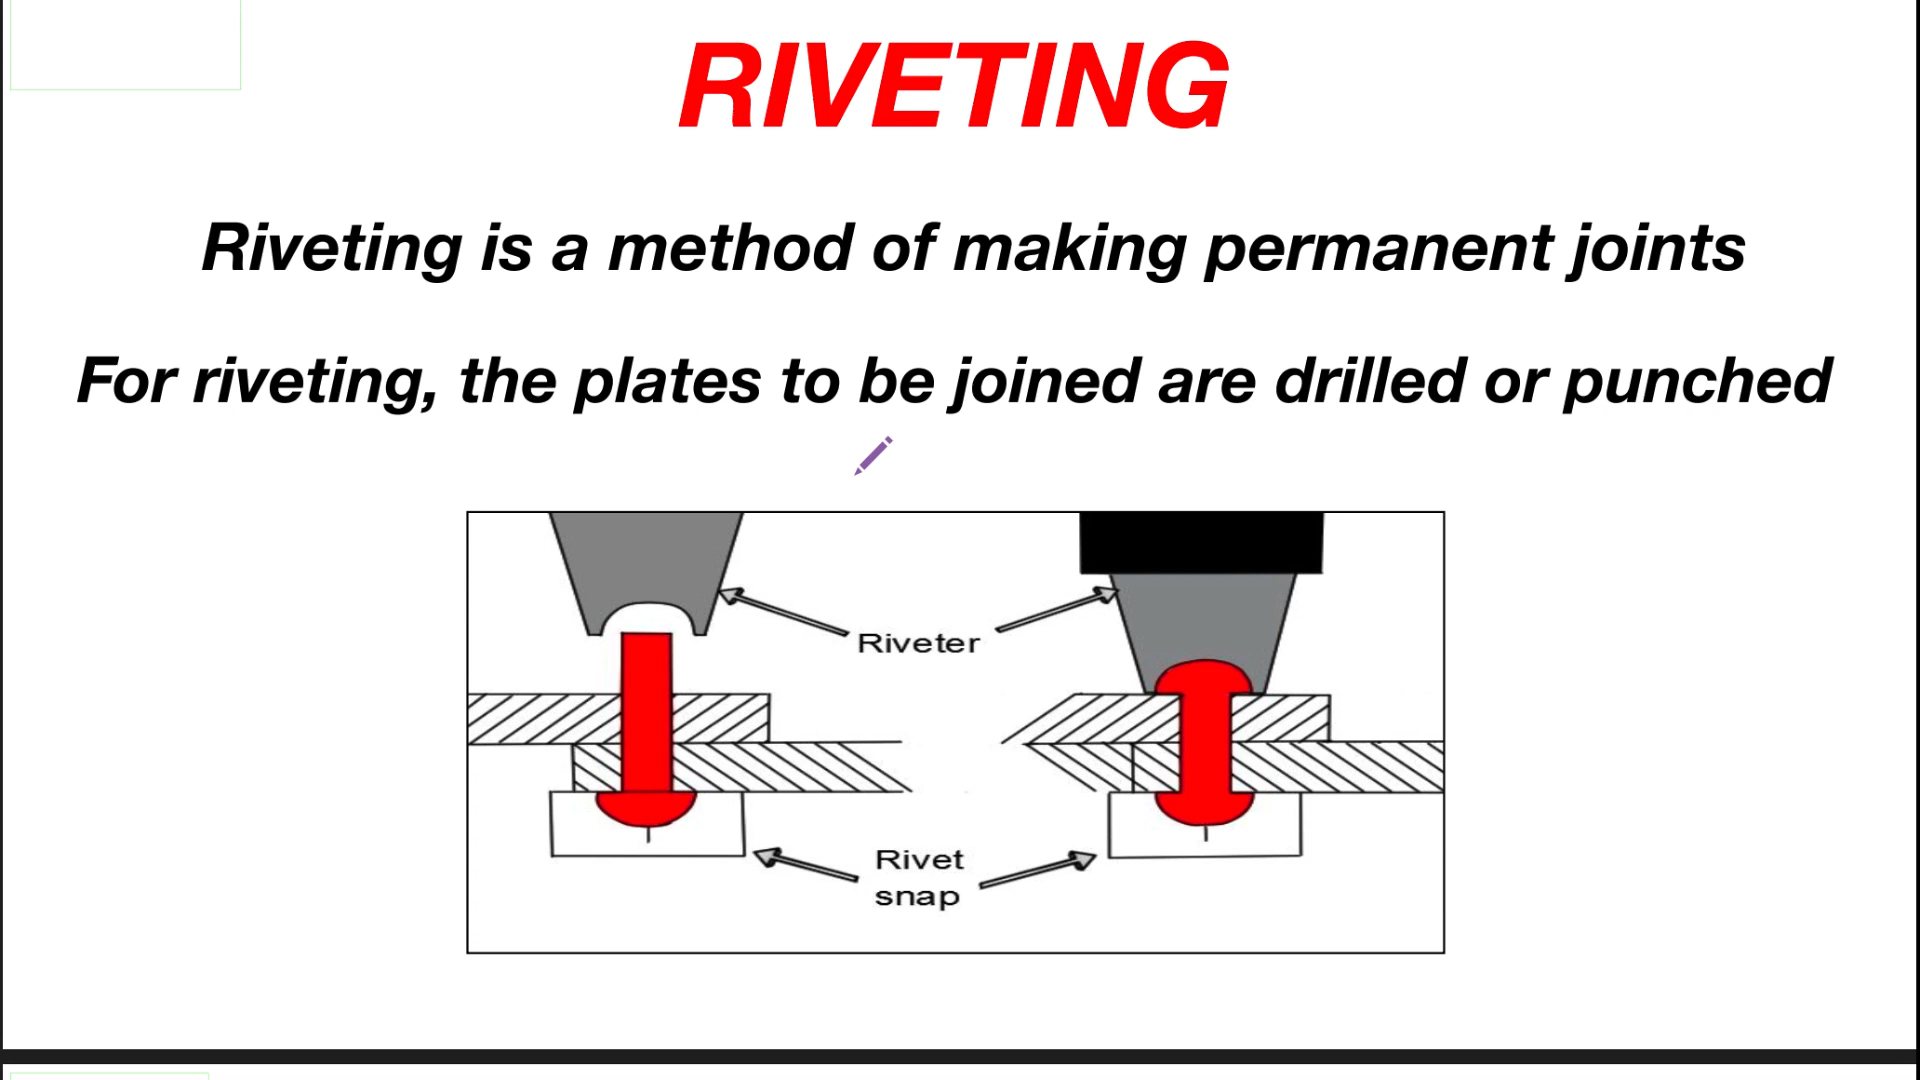 RIVETING
Riveting is a method of making permanent joints
For riveting, the plates to be joined are drilled or punched
Riveter
Rivet
snap